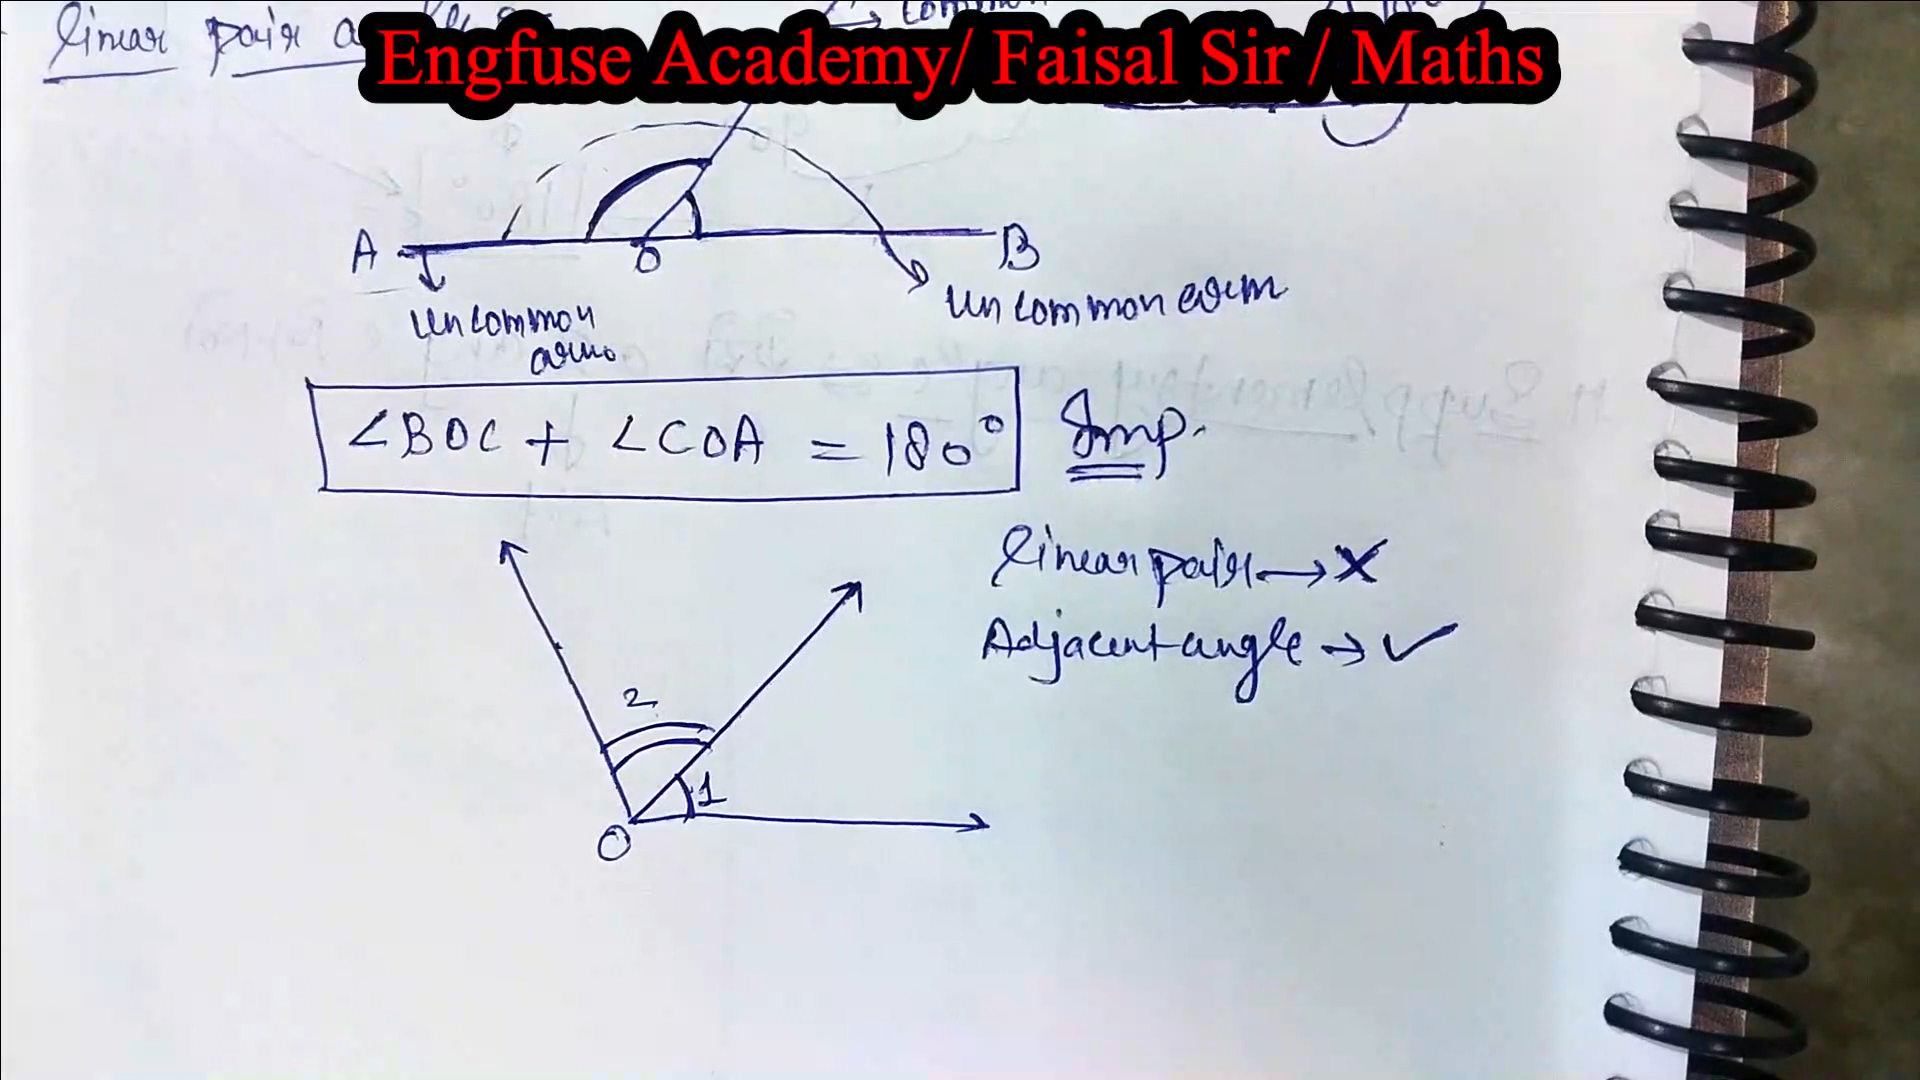 linear pair
common
Engfuse Academy/ Faisal Sir / Maths
A
O
B
Uncommon
arm
Uncommon arm
∠BOC + ∠COA = 180° Imp.
linear pair → ×
Adjacent angle → ✓
2
1
O